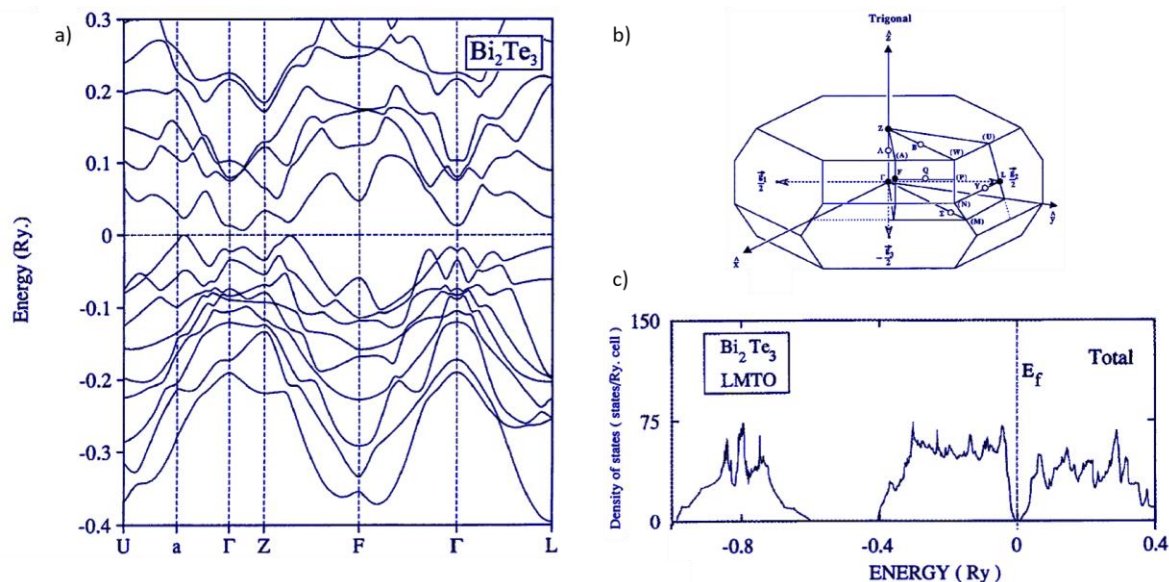 a)
Bi2Te3
Energy (Ry.)
0.3
0.2
0.1
0
-0.1
-0.2
-0.3
-0.4
U a Γ Z F Γ L
b)
Trigonal
ẑ
Z
(U)
B
(W)
Λ
(A)
Γ
F
Q
(P)
L
Y
(N)
Σ
(M)
x̂
ŷ
c)
Density of states ( states/Ry. cell)
150
75
0
Bi2Te3
LMTO
Ef
Total
-0.8 -0.4 0 0.4
ENERGY ( Ry )